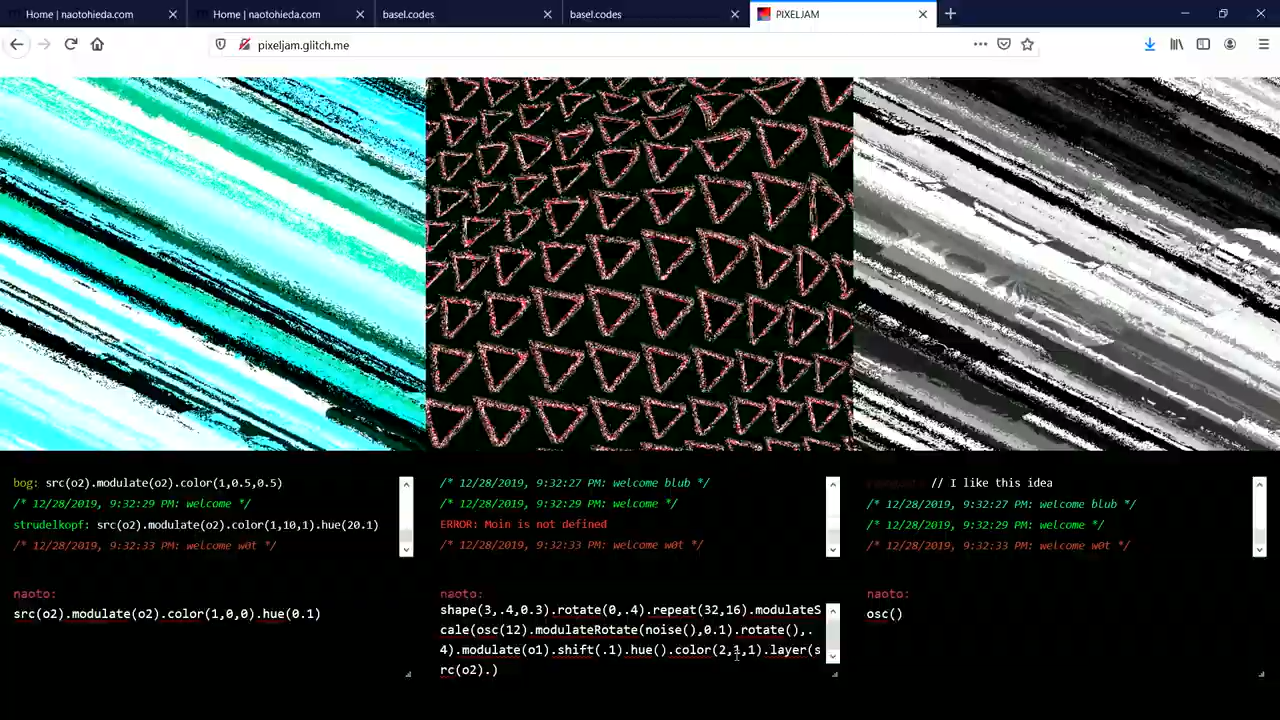 Home | naotohieda.com
Home | naotohieda.com
basel.codes
basel.codes
PIXELJAM
pixeljam.glitch.me
bog: src(o2).modulate(o2).color(1,0.5,0.5)
/* 12/28/2019, 9:32:29 PM: welcome */
strudelkopf: src(o2).modulate(o2).color(1,10,1).hue(20.1)
/* 12/28/2019, 9:32:33 PM: welcome w0t */
naoto:
src(o2).modulate(o2).color(1,0,0).hue(0.1)
/* 12/28/2019, 9:32:27 PM: welcome blub */
/* 12/28/2019, 9:32:29 PM: welcome */
ERROR: Moin is not defined
/* 12/28/2019, 9:32:33 PM: welcome w0t */
naoto:
shape(3,.4,0.3).rotate(0,.4).repeat(32,16).modulateS
cale(osc(12).modulateRotate(noise(),0.1).rotate(),.
4).modulate(o1).shift(.1).hue().color(2,1,1).layer(s
rc(o2).)
// I like this idea
/* 12/28/2019, 9:32:27 PM: welcome blub */
/* 12/28/2019, 9:32:29 PM: welcome */
/* 12/28/2019, 9:32:33 PM: welcome w0t */
naoto:
osc()